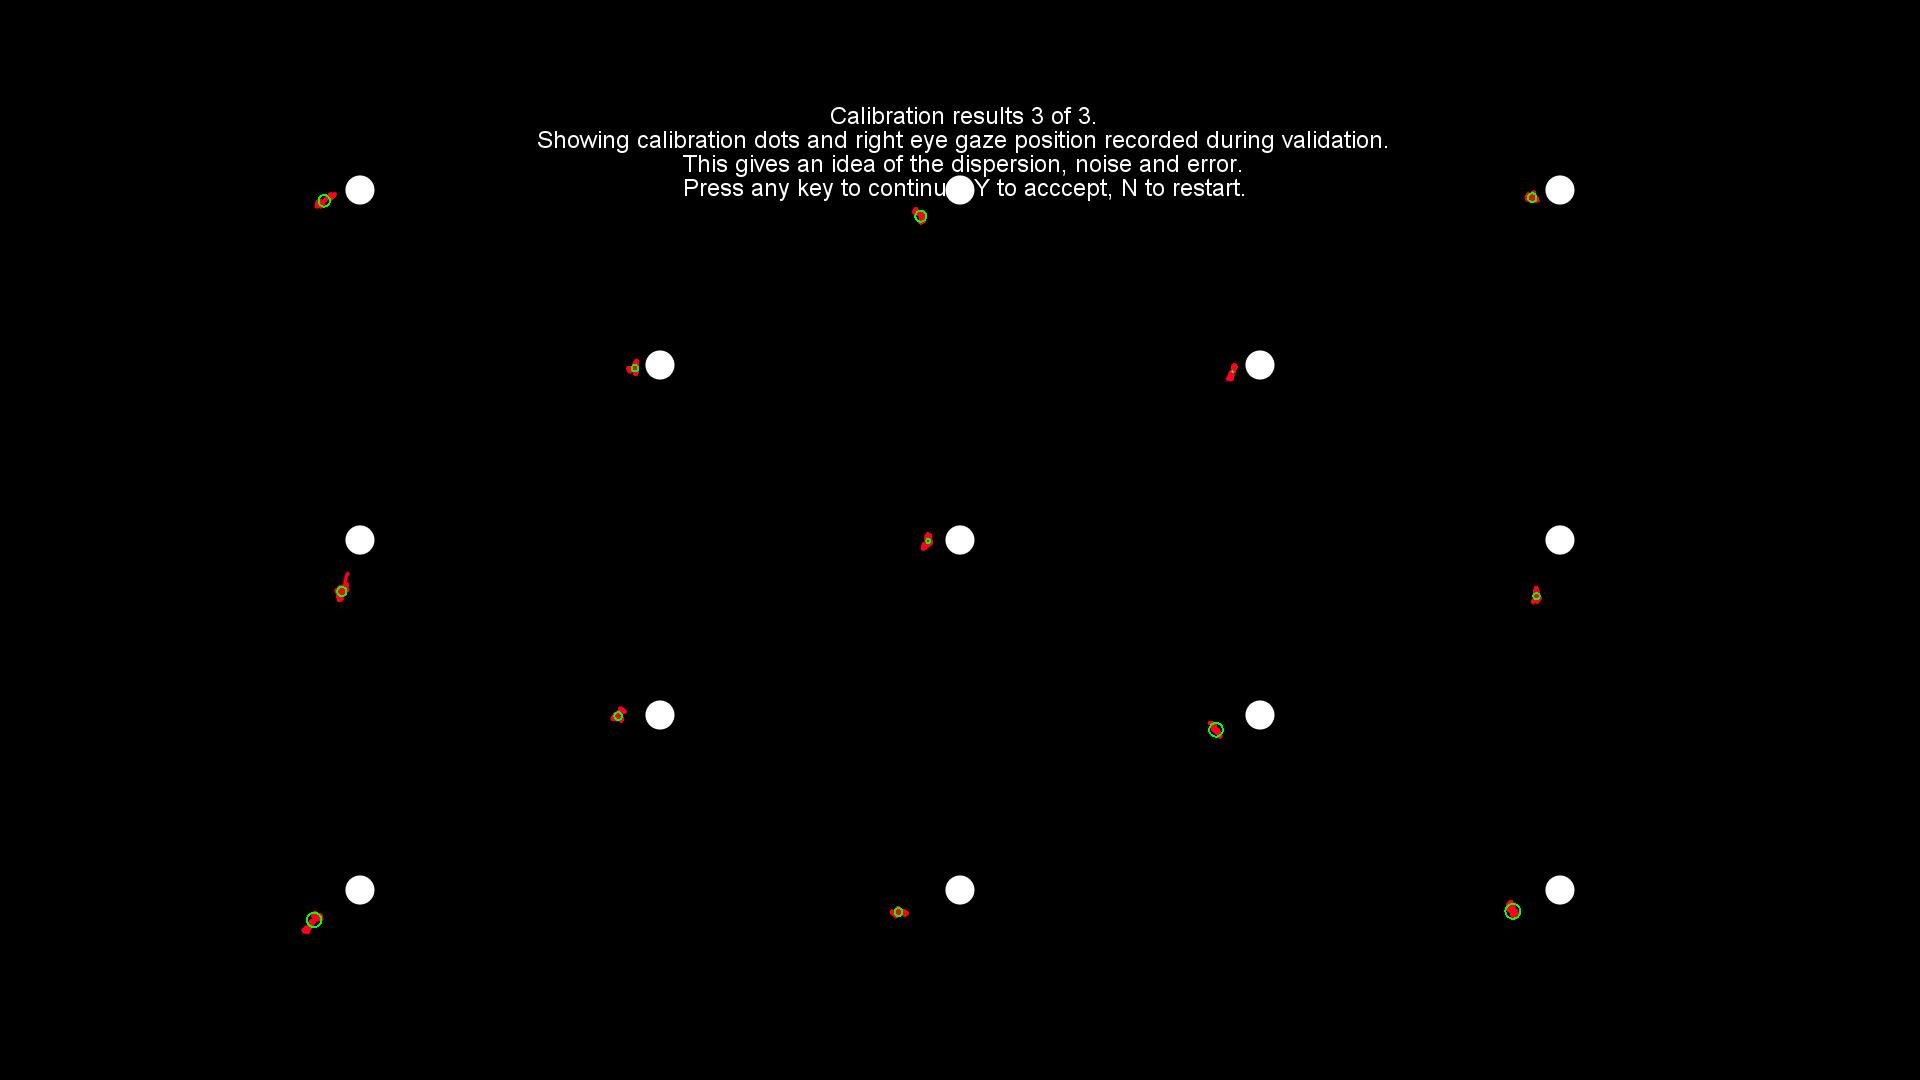 Calibration results 3 of 3.
Showing calibration dots and right eye gaze position recorded during validation.
This gives an idea of the dispersion, noise and error.
Press any key to continu Y to acccept, N to restart.